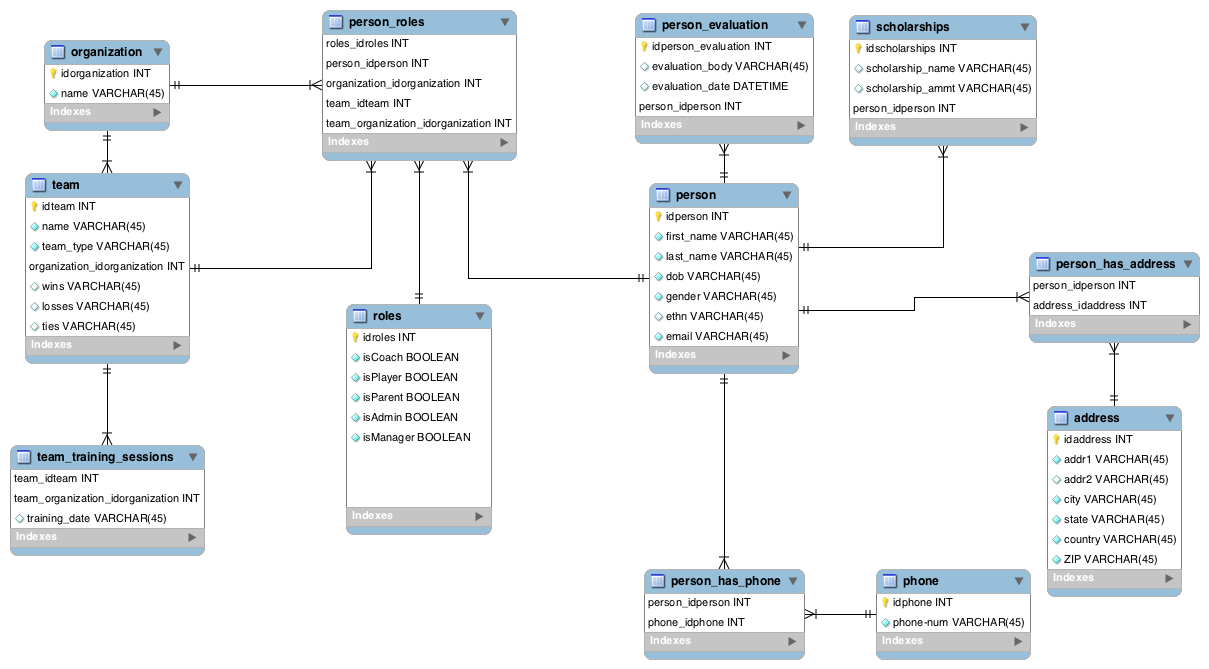 organization
idorganization INT
name VARCHAR(45)
Indexes
person_roles
roles_idroles INT
person_idperson INT
organization_idorganization INT
team_idteam INT
team_organization_idorganization INT
Indexes
person_evaluation
idperson_evaluation INT
evaluation_body VARCHAR(45)
evaluation_date DATETIME
person_idperson INT
Indexes
scholarships
idscholarships INT
scholarship_name VARCHAR(45)
scholarship_ammt VARCHAR(45)
person_idperson INT
Indexes
team
idteam INT
name VARCHAR(45)
team_type VARCHAR(45)
organization_idorganization INT
wins VARCHAR(45)
losses VARCHAR(45)
ties VARCHAR(45)
Indexes
person
idperson INT
first_name VARCHAR(45)
last_name VARCHAR(45)
dob VARCHAR(45)
gender VARCHAR(45)
ethn VARCHAR(45)
email VARCHAR(45)
Indexes
person_has_address
person_idperson INT
address_idaddress INT
Indexes
roles
idroles INT
isCoach BOOLEAN
isPlayer BOOLEAN
isParent BOOLEAN
isAdmin BOOLEAN
isManager BOOLEAN
Indexes
address
idaddress INT
addr1 VARCHAR(45)
addr2 VARCHAR(45)
city VARCHAR(45)
state VARCHAR(45)
country VARCHAR(45)
ZIP VARCHAR(45)
Indexes
team_training_sessions
team_idteam INT
team_organization_idorganization INT
training_date VARCHAR(45)
Indexes
person_has_phone
person_idperson INT
phone_idphone INT
Indexes
phone
idphone INT
phone-num VARCHAR(45)
Indexes